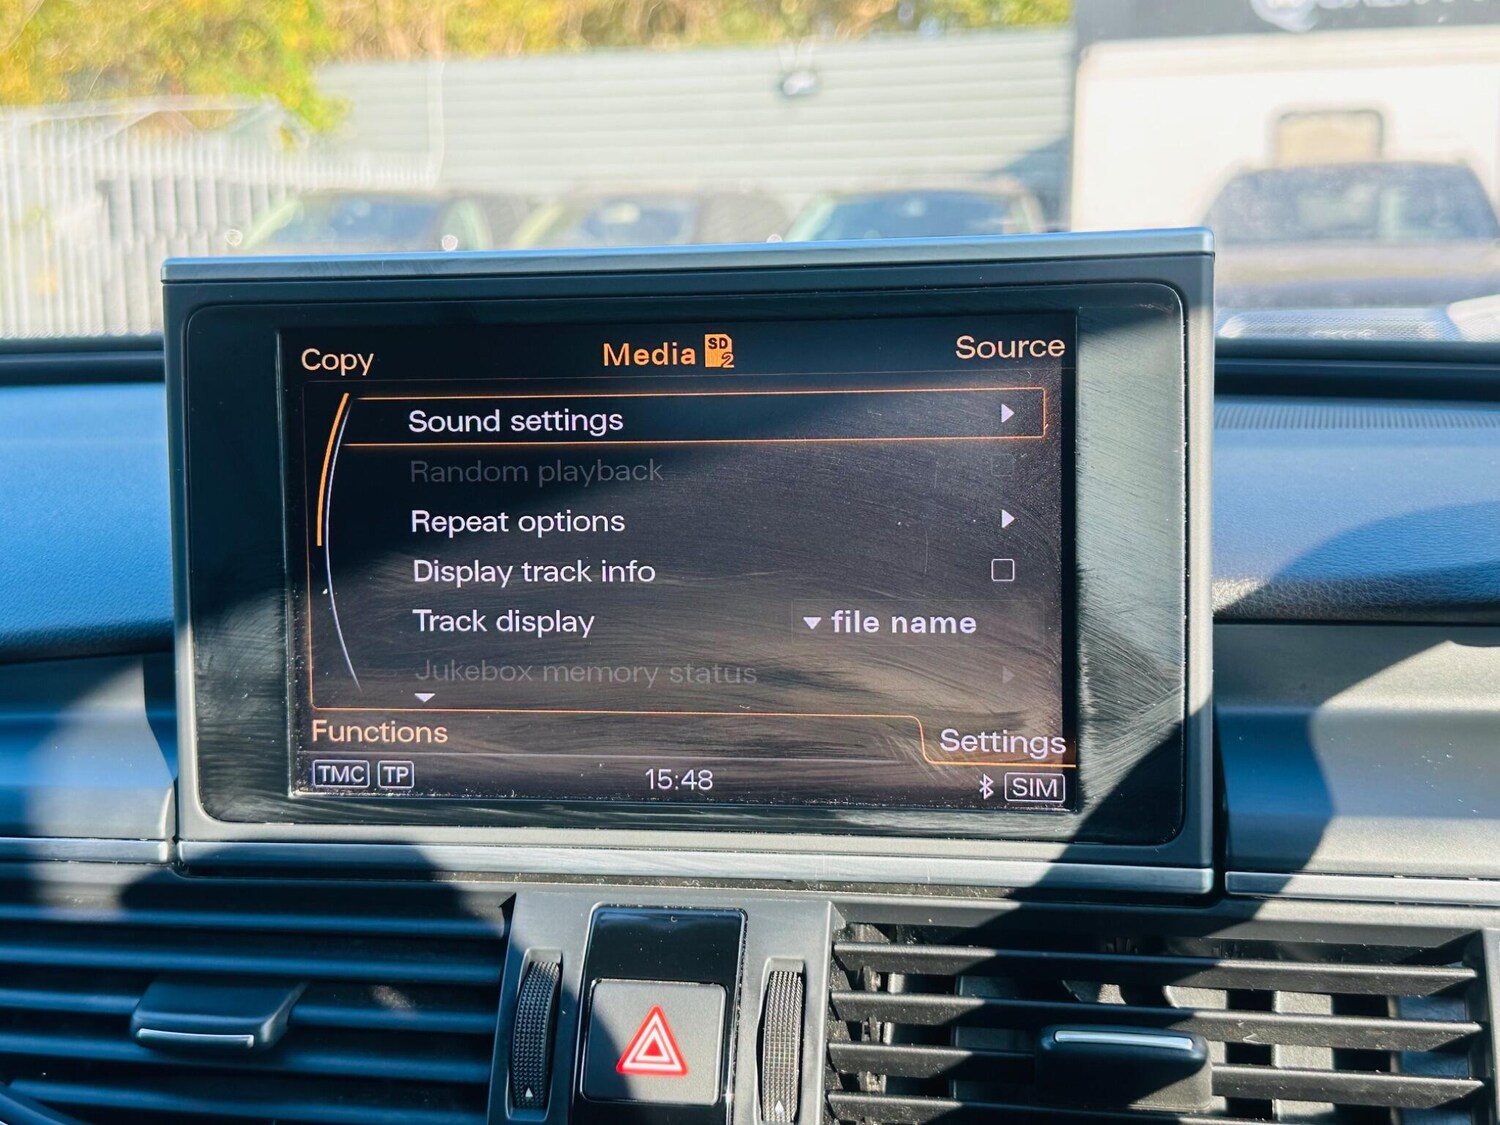 Copy Media SD 2 Source
Sound settings
Random playback
Repeat options
Display track info
Track display file name
Jukebox memory status
Functions Settings
TMC TP 15:48 SIM